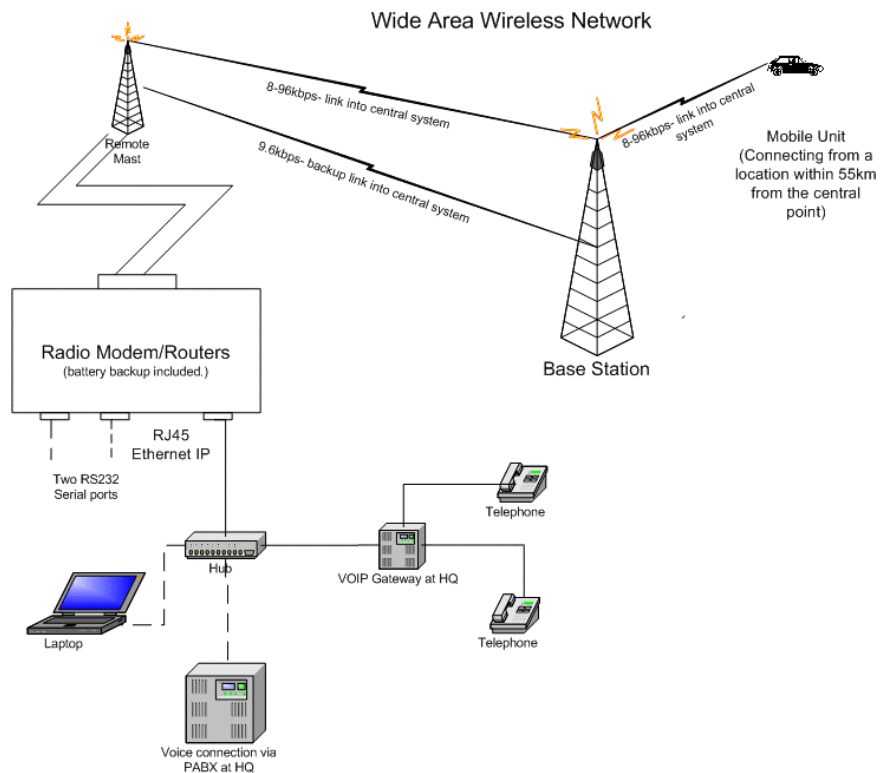 Wide Area Wireless Network
8-96kbps- link into central system
9.6kbps- backup link into central system
8-96kbps- link into central
system
Remote
Mast
Mobile Unit
(Connecting from a
location within 55km
from the central
point)
Base Station
Radio Modem/Routers
(battery backup included.)
RJ45
Ethernet IP
Two RS232
Serial ports
Telephone
Hub
VOIP Gateway at HQ
Telephone
Laptop
Voice connection via
PABX at HQ